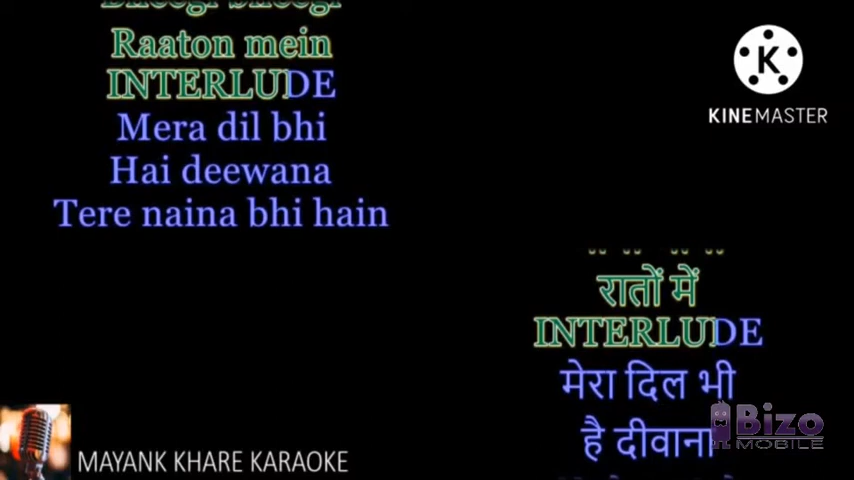 Raaton mein
INTERLUDE
Mera dil bhi
Hai deewana
Tere naina bhi hain
KINEMASTER
रातों में
INTERLUDE
मेरा दिल भी
है दीवाना
Bizo
MOBILE
MAYANK KHARE KARAOKE